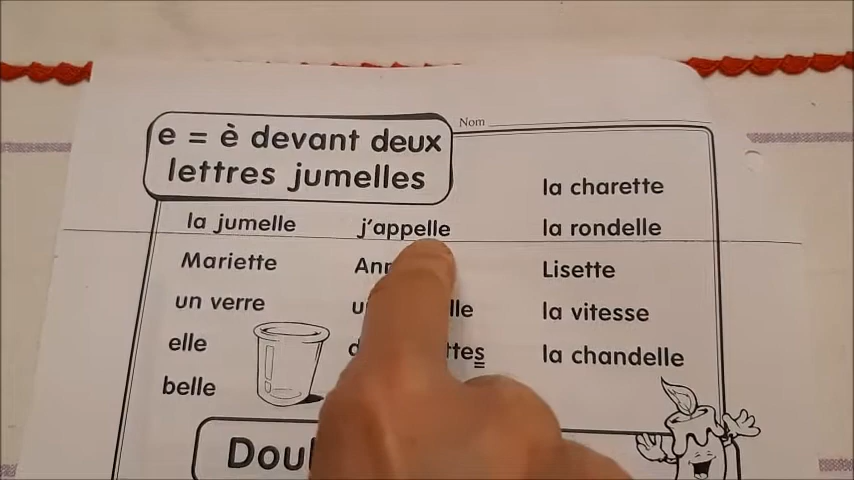 Nom
e = è devant deux
lettres jumelles
la jumelle
Mariette
un verre
elle
belle
j'appelle
la charette
la rondelle
Lisette
la vitesse
la chandelle